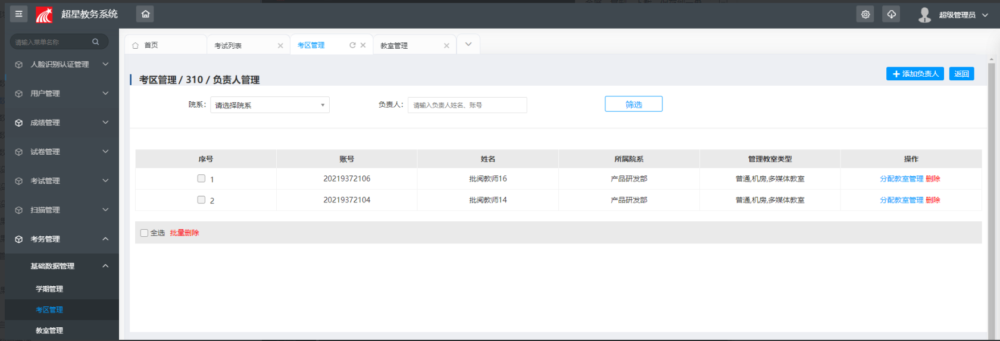 超星教务系统
超级管理员
请输入菜单名称
人脸识别认证管理
用户管理
成绩管理
试卷管理
考试管理
扫描管理
考务管理
基础数据管理
学期管理
考区管理
教室管理
首页
考试列表
考区管理
教室管理
考区管理 / 310 / 负责人管理
添加负责人
返回
院系：
请选择院系
负责人：
请输入负责人姓名、账号
筛选
序号 账号 姓名 所属院系 管理教室类型 操作
1 20219372106 批阅教师16 产品研发部 普通,机房,多媒体教室 分配教室管理 删除
2 20219372104 批阅教师14 产品研发部 普通,机房,多媒体教室 分配教室管理 删除
全选 批量删除